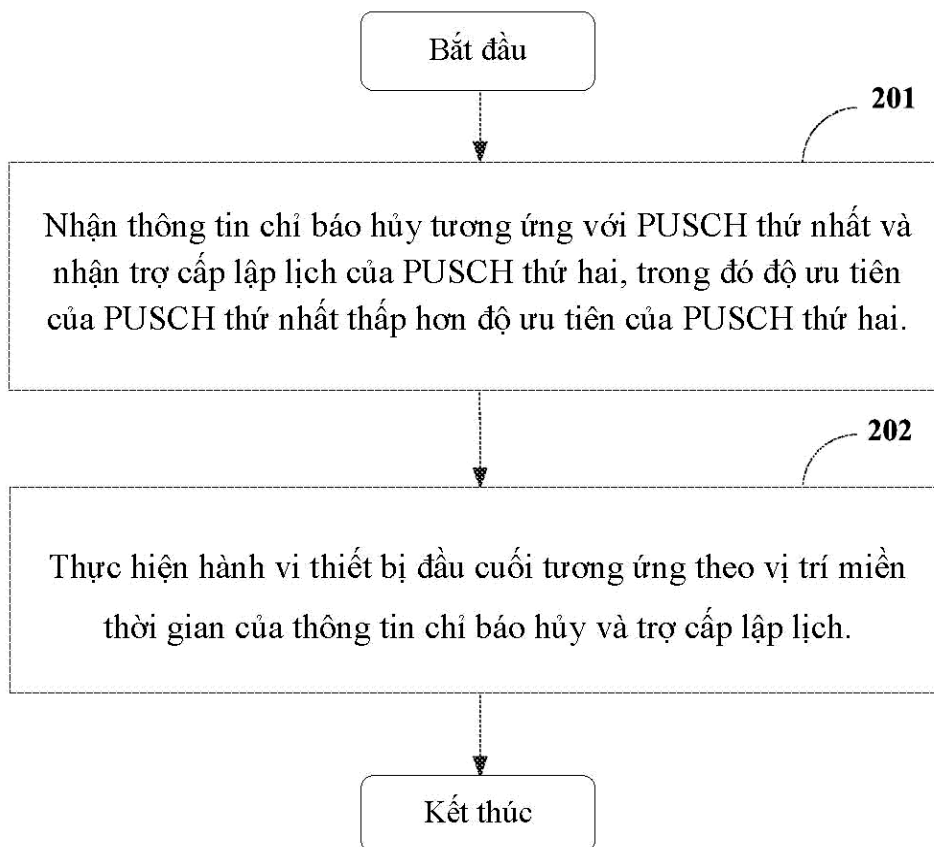 Bắt đầu
201
Nhận thông tin chỉ báo hủy tương ứng với PUSCH thứ nhất và
nhận trợ cấp lập lịch của PUSCH thứ hai, trong đó độ ưu tiên
của PUSCH thứ nhất thấp hơn độ ưu tiên của PUSCH thứ hai.
202
Thực hiện hành vi thiết bị đầu cuối tương ứng theo vị trí miền
thời gian của thông tin chỉ báo hủy và trợ cấp lập lịch.
Kết thúc